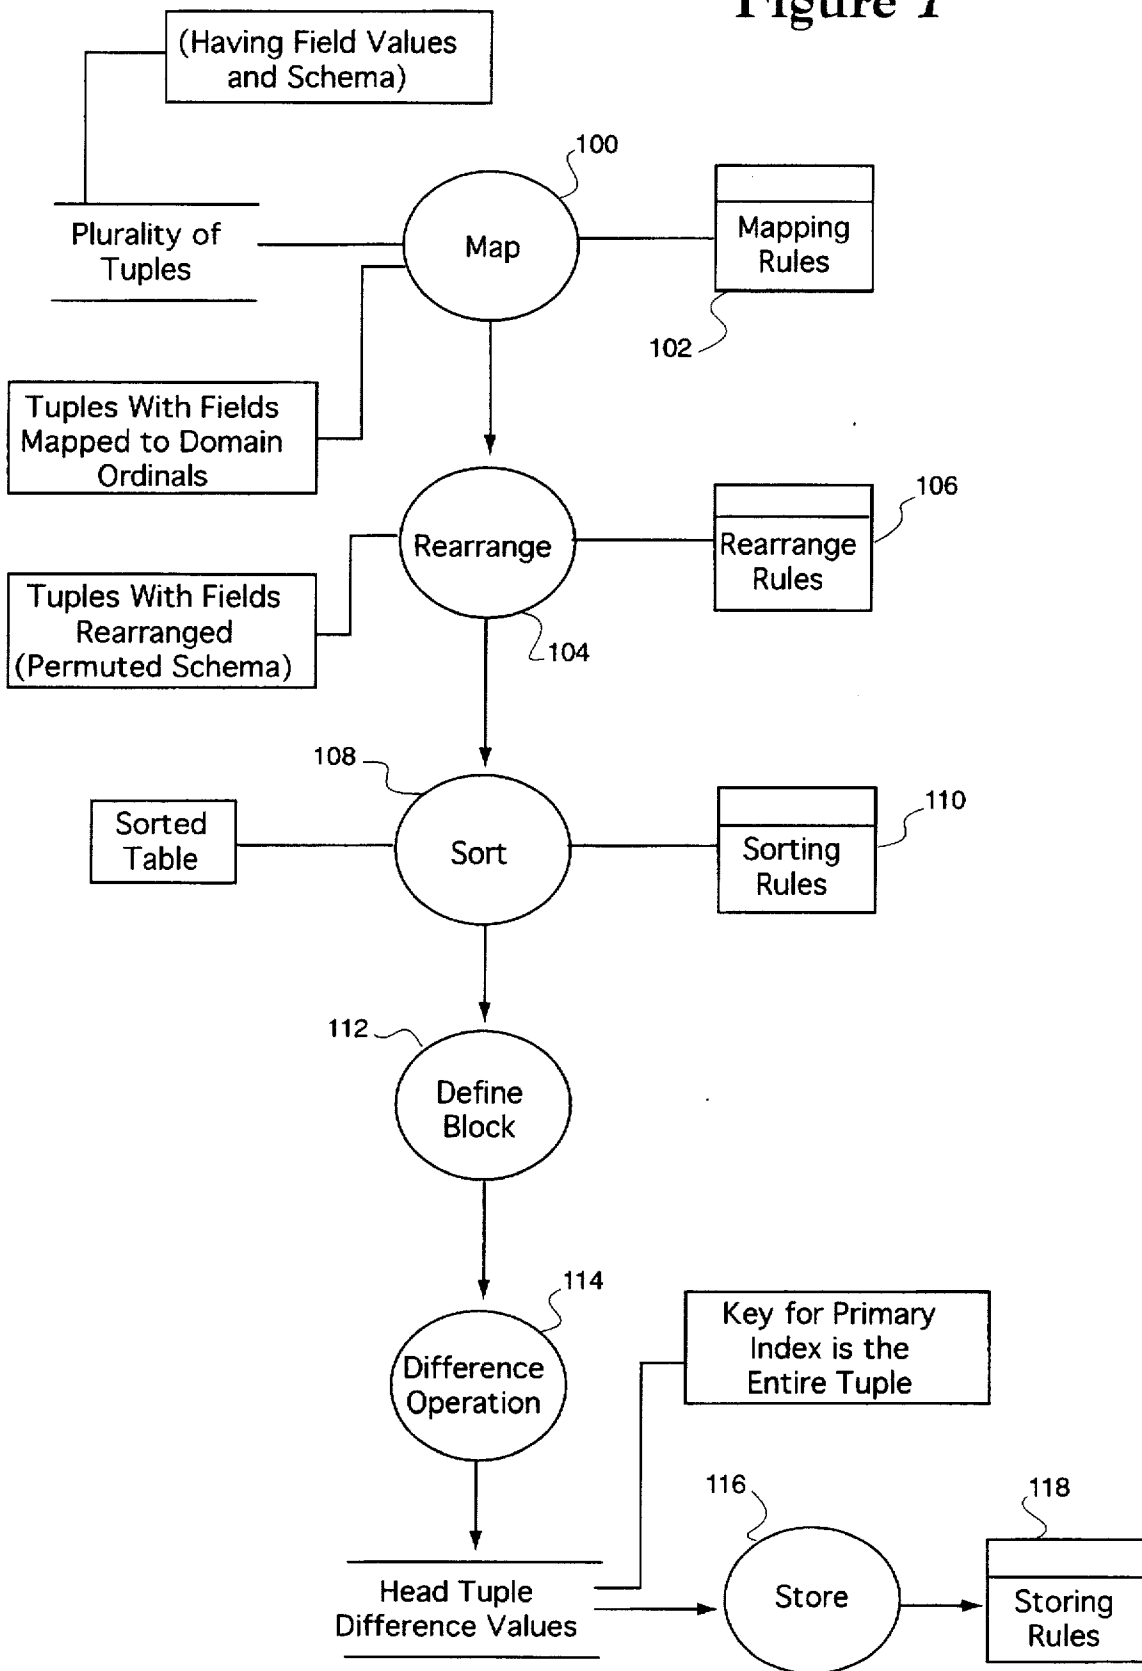 Figure 1
(Having Field Values
and Schema)
100
Plurality of
Tuples
Map
Mapping
Rules
102
Tuples With Fields
Mapped to Domain
Ordinals
106
Rearrange
Rearrange
Rules
Tuples With Fields
Rearranged
(Permuted Schema)
104
108
Sorted
Table
Sort
110
Sorting
Rules
112
Define
Block
114
Difference
Operation
Key for Primary
Index is the
Entire Tuple
116
118
Head Tuple
Difference Values
Store
Storing
Rules